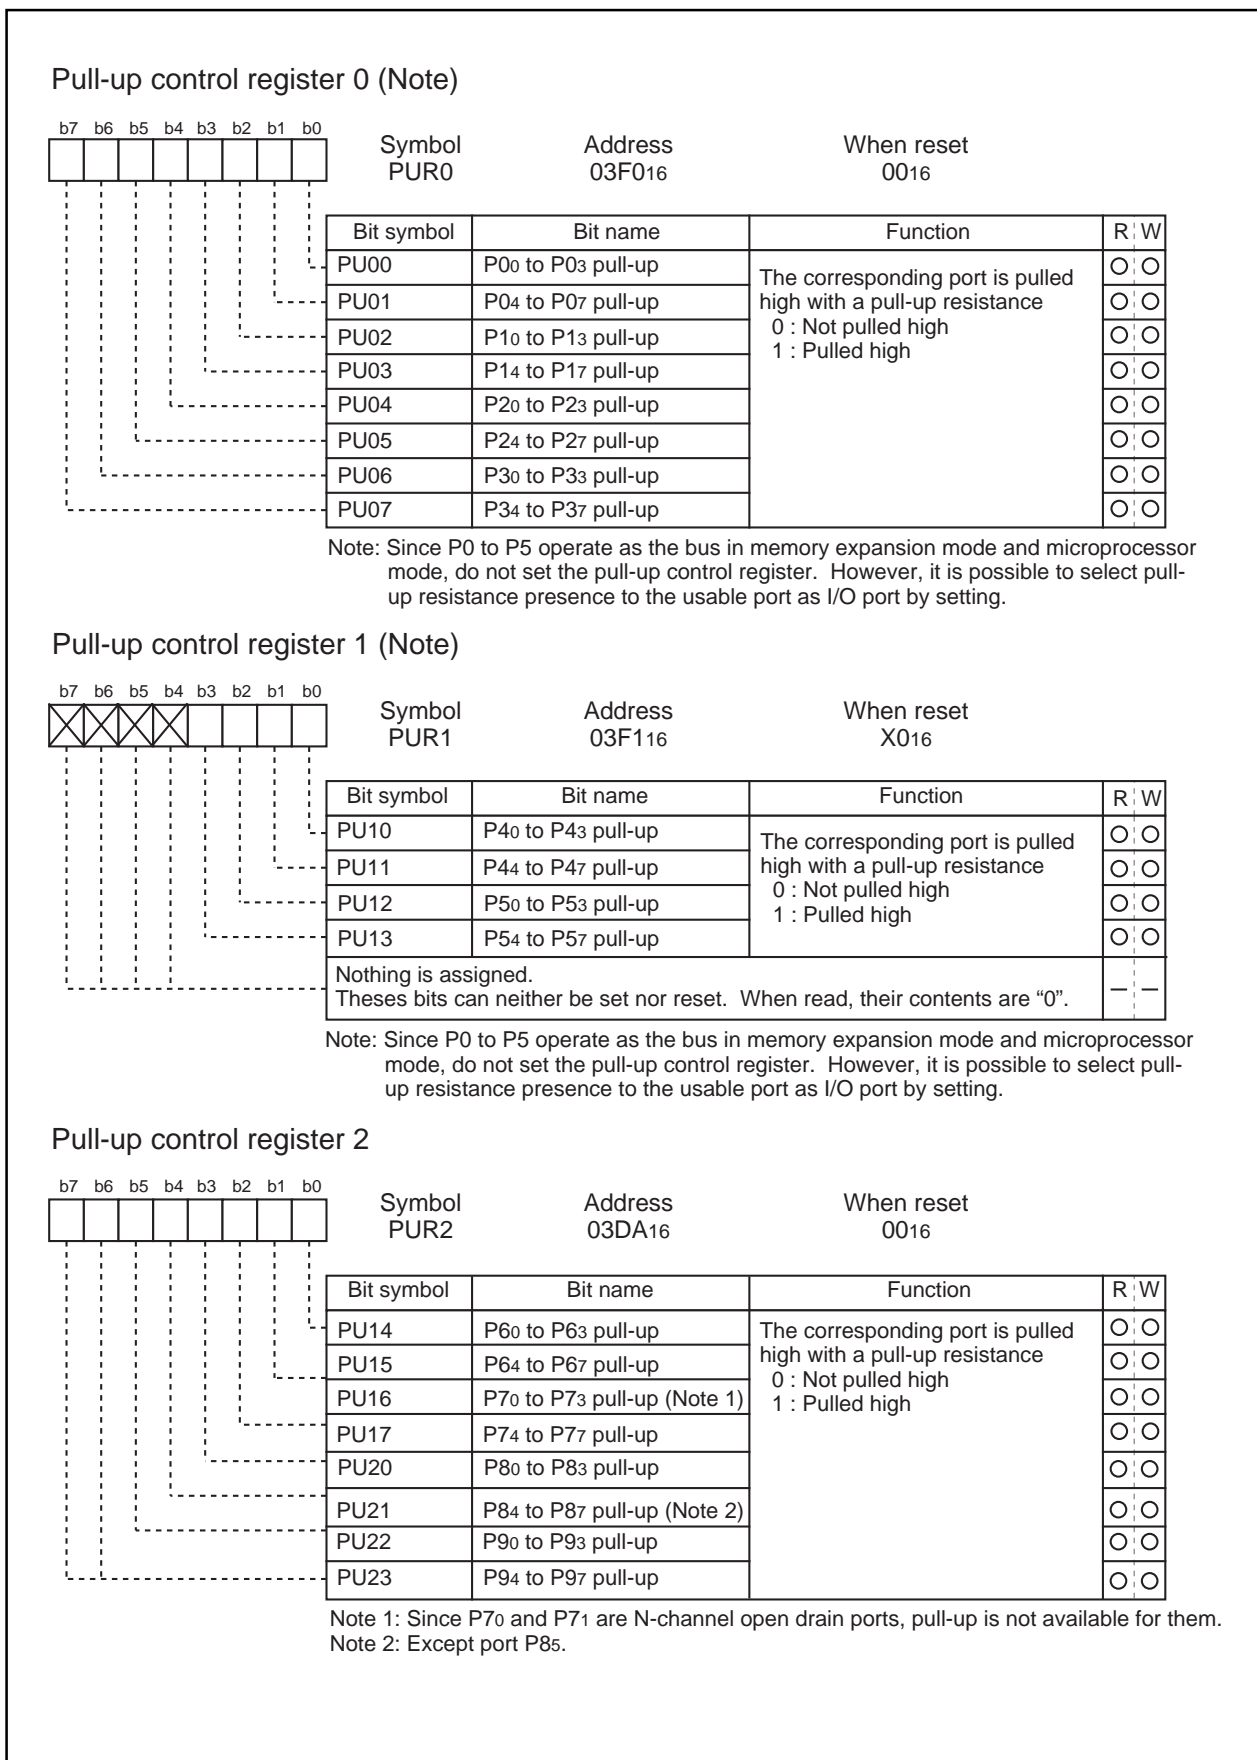 Pull-up control register 0 (Note)
b7 b6 b5 b4 b3 b2 b1 b0
Symbol Address When reset
PUR0 03F016 0016
Bit symbol Bit name Function R W
PU00 P00 to P03 pull-up
The corresponding port is pulled
PU01 P04 to P07 pull-up
high with a pull-up resistance
0 : Not pulled high
PU02 P10 to P13 pull-up
1 : Pulled high
PU03 P14 to P17 pull-up
PU04 P20 to P23 pull-up
PU05 P24 to P27 pull-up
PU06 P30 to P33 pull-up
PU07 P34 to P37 pull-up
Note: Since P0 to P5 operate as the bus in memory expansion mode and microprocessor
mode, do not set the pull-up control register. However, it is possible to select pull-
up resistance presence to the usable port as I/O port by setting.
Pull-up control register 1 (Note)
b7 b6 b5 b4 b3 b2 b1 b0
Symbol Address When reset
PUR1 03F116 X016
Bit symbol Bit name Function R W
PU10 P40 to P43 pull-up
The corresponding port is pulled
PU11 P44 to P47 pull-up
high with a pull-up resistance
0 : Not pulled high
PU12 P50 to P53 pull-up
1 : Pulled high
PU13 P54 to P57 pull-up
Nothing is assigned.
Theses bits can neither be set nor reset. When read, their contents are “0”.
Note: Since P0 to P5 operate as the bus in memory expansion mode and microprocessor
mode, do not set the pull-up control register. However, it is possible to select pull-
up resistance presence to the usable port as I/O port by setting.
Pull-up control register 2
b7 b6 b5 b4 b3 b2 b1 b0
Symbol Address When reset
PUR2 03DA16 0016
Bit symbol Bit name Function R W
PU14 P60 to P63 pull-up
The corresponding port is pulled
PU15 P64 to P67 pull-up
high with a pull-up resistance
0 : Not pulled high
PU16 P70 to P73 pull-up (Note 1)
1 : Pulled high
PU17 P74 to P77 pull-up
PU20 P80 to P83 pull-up
PU21 P84 to P87 pull-up (Note 2)
PU22 P90 to P93 pull-up
PU23 P94 to P97 pull-up
Note 1: Since P70 and P71 are N-channel open drain ports, pull-up is not available for them.
Note 2: Except port P85.